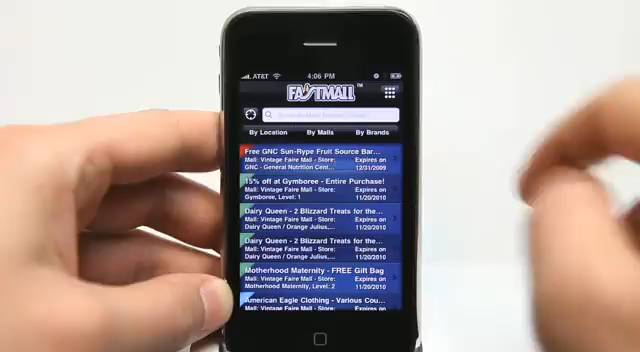 AT&T 4:06 PM
FASTMALL™
By Location By Malls By Brands
Free GNC Sun-Rype Fruit Source Bar...
Mall: Vintage Faire Mall - Store: Expires on
GNC - General Nutrition Cent... 12/31/2009
15% off at Gymboree - Entire Purchase!
Mall: Vintage Faire Mall - Store: Expires on
Gymboree, Level: 1 11/20/2010
Dairy Queen - 2 Blizzard Treats for the...
Mall: Vintage Faire Mall - Store: Expires on
Dairy Queen / Orange Julius,... 11/20/2010
Dairy Queen - 2 Blizzard Treats for the...
Mall: Vintage Faire Mall - Store: Expires on
Dairy Queen / Orange Julius,... 11/20/2010
Motherhood Maternity - FREE Gift Bag
Mall: Vintage Faire Mall - Store: Expires on
Motherhood Maternity, Level: 2 11/20/2010
American Eagle Clothing - Various Cou...
Mall: Vintage Faire Mall - Store: Expires on